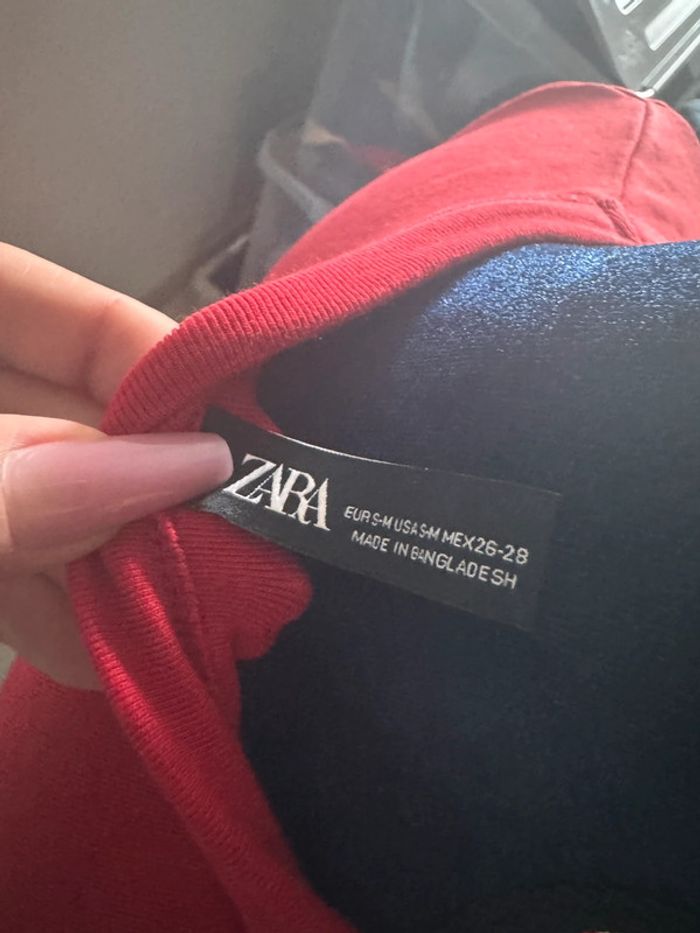 ZARA
EUR S-M USA S-M MEX 26-28
MADE IN BANGLADESH